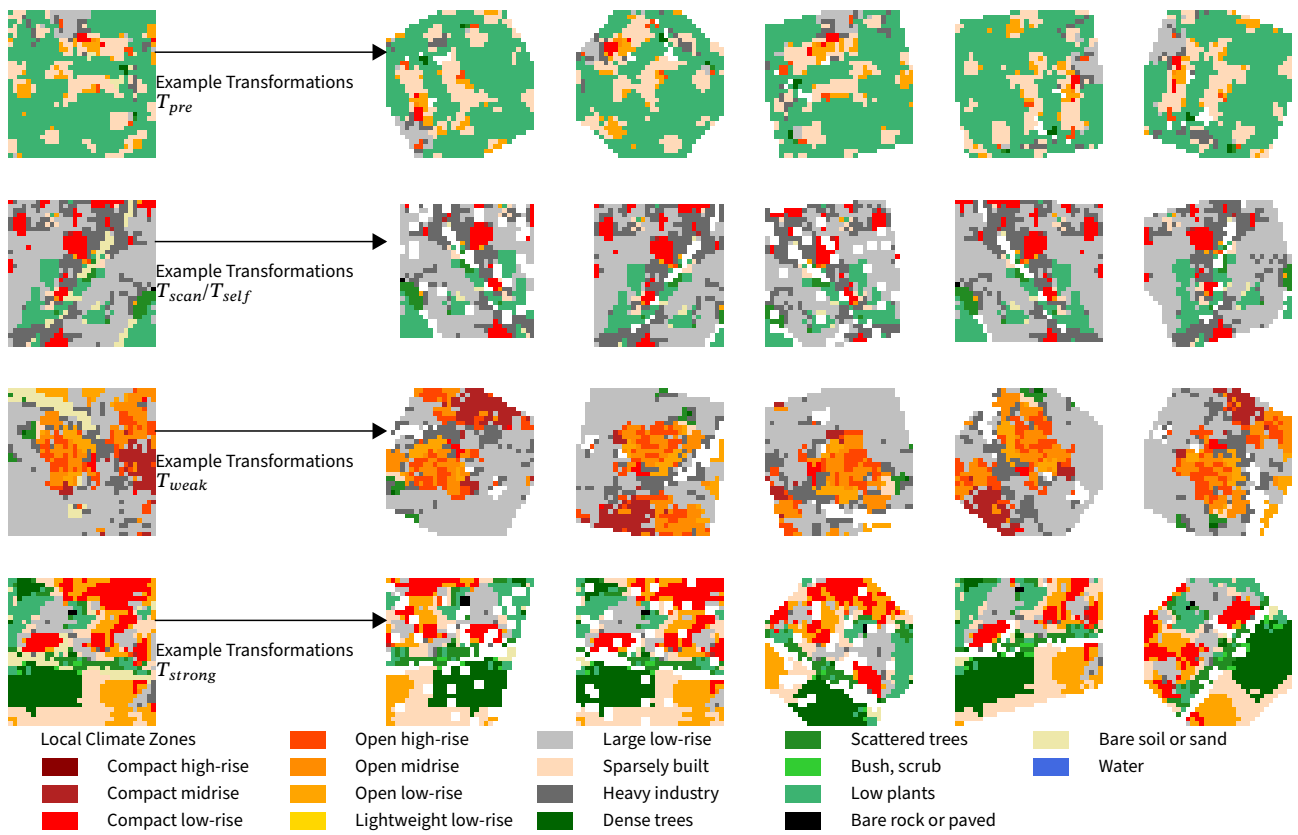 Example Transformations
T_pre
Example Transformations
T_scan/T_self
Example Transformations
T_weak
Example Transformations
T_strong
Local Climate Zones
Compact high-rise
Compact midrise
Compact low-rise
Open high-rise
Open midrise
Open low-rise
Lightweight low-rise
Large low-rise
Sparsely built
Heavy industry
Dense trees
Scattered trees
Bush, scrub
Low plants
Bare rock or paved
Bare soil or sand
Water